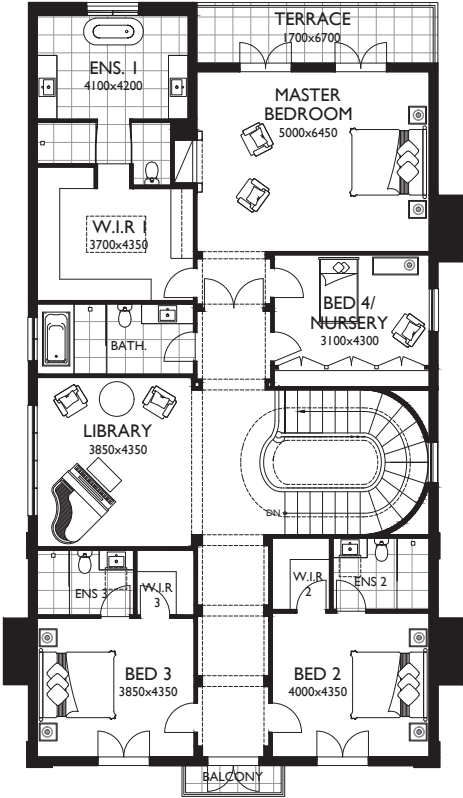 TERRACE
1700x6700
ENS. 1
4100x4200
MASTER
BEDROOM
5000x6450
W.I.R 1
3700x4350
BED 4/
NURSERY
3100x4300
BATH.
LIBRARY
3850x4350
DN.
ENS 3
W.I.R
3
W.I.R
2
ENS 2
BED 3
3850x4350
BED 2
4000x4350
BALCONY